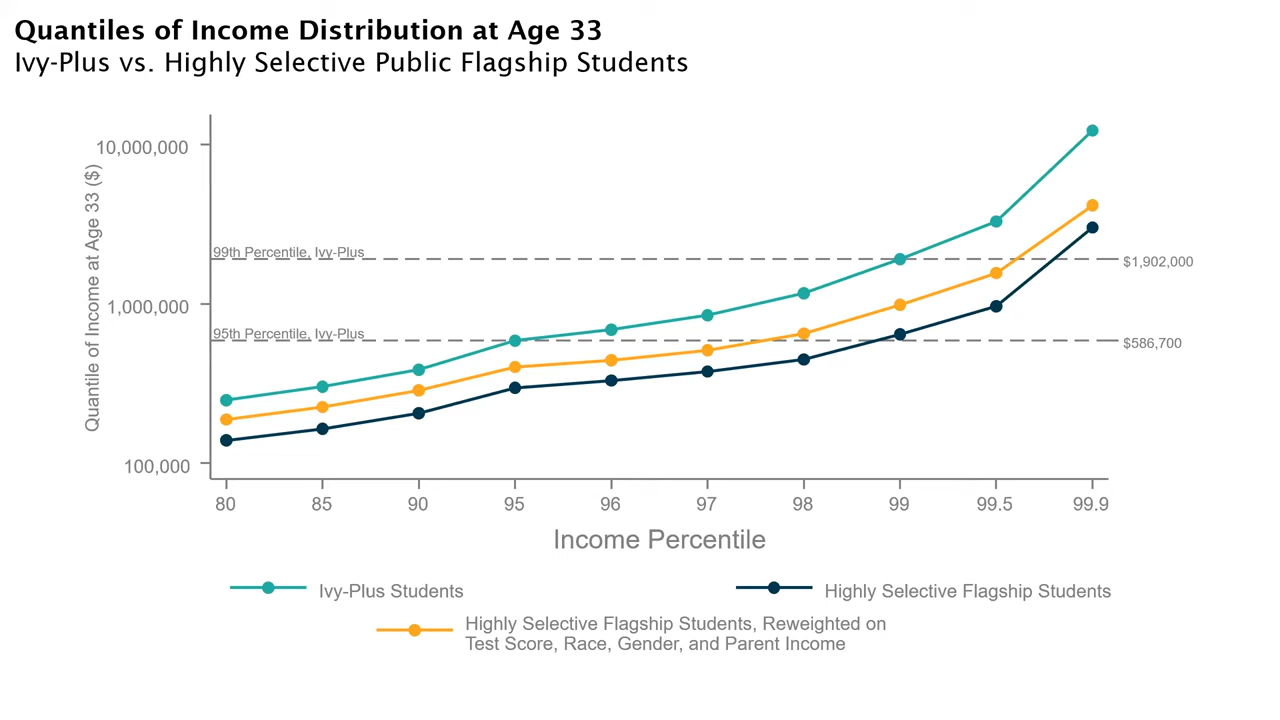 Quantiles of Income Distribution at Age 33
Ivy-Plus vs. Highly Selective Public Flagship Students
Quantile of Income at Age 33 ($)
10,000,000
1,000,000
100,000
99th Percentile, Ivy-Plus
$1,902,000
95th Percentile, Ivy-Plus
$586,700
80 85 90 95 96 97 98 99 99.5 99.9
Income Percentile
Ivy-Plus Students
Highly Selective Flagship Students
Highly Selective Flagship Students, Reweighted on
Test Score, Race, Gender, and Parent Income